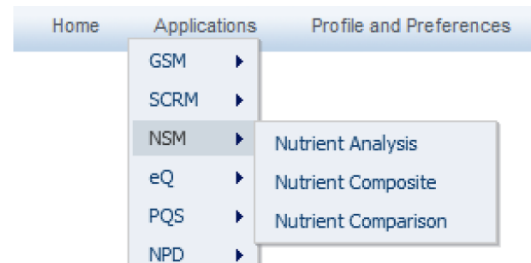 Home Applications Profile and Preferences
GSM
SCRM
NSM
eQ
PQS
NPD
Nutrient Analysis
Nutrient Composite
Nutrient Comparison